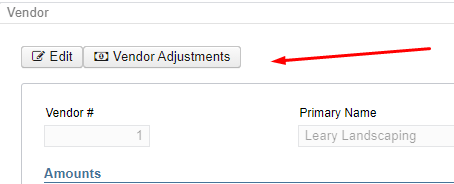 Vendor
Edit Vendor Adjustments
Vendor # Primary Name
1 Leary Landscaping
Amounts